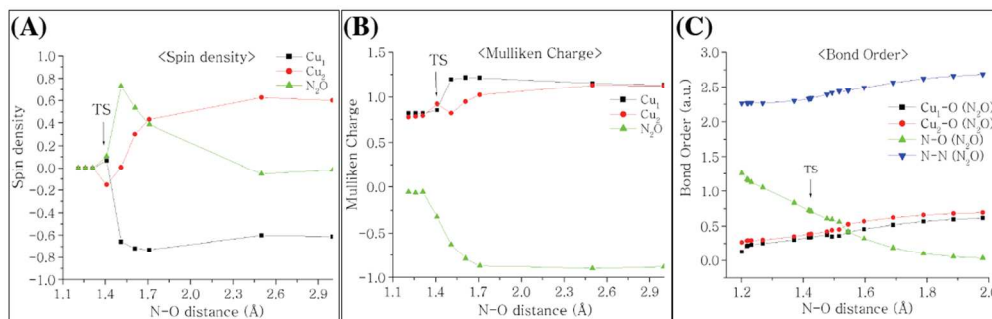 (A)
<Spin density>
Cu₁
Cu₂
N₂O
TS
Spin density
1.0
0.8
0.6
0.4
0.2
0.0
−0.2
−0.4
−0.6
−0.8
−1.0
1.1 1.4 1.7 2.0 2.3 2.6 2.9
N-O distance (Å)
(B)
<Mulliken Charge>
Cu₁
Cu₂
N₂O
TS
Mulliken Charge
1.5
1.0
0.5
0.0
−0.5
−1.0
1.1 1.4 1.7 2.0 2.3 2.6 2.9
N-O distance (Å)
(C)
<Bond Order>
Cu₁-O (N₂O)
Cu₂-O (N₂O)
N-O (N₂O)
N-N (N₂O)
TS
Bond Order (a.u.)
3.0
2.5
2.0
1.5
1.0
0.5
0.0
1.2 1.4 1.6 1.8 2.0
N-O distance (Å)